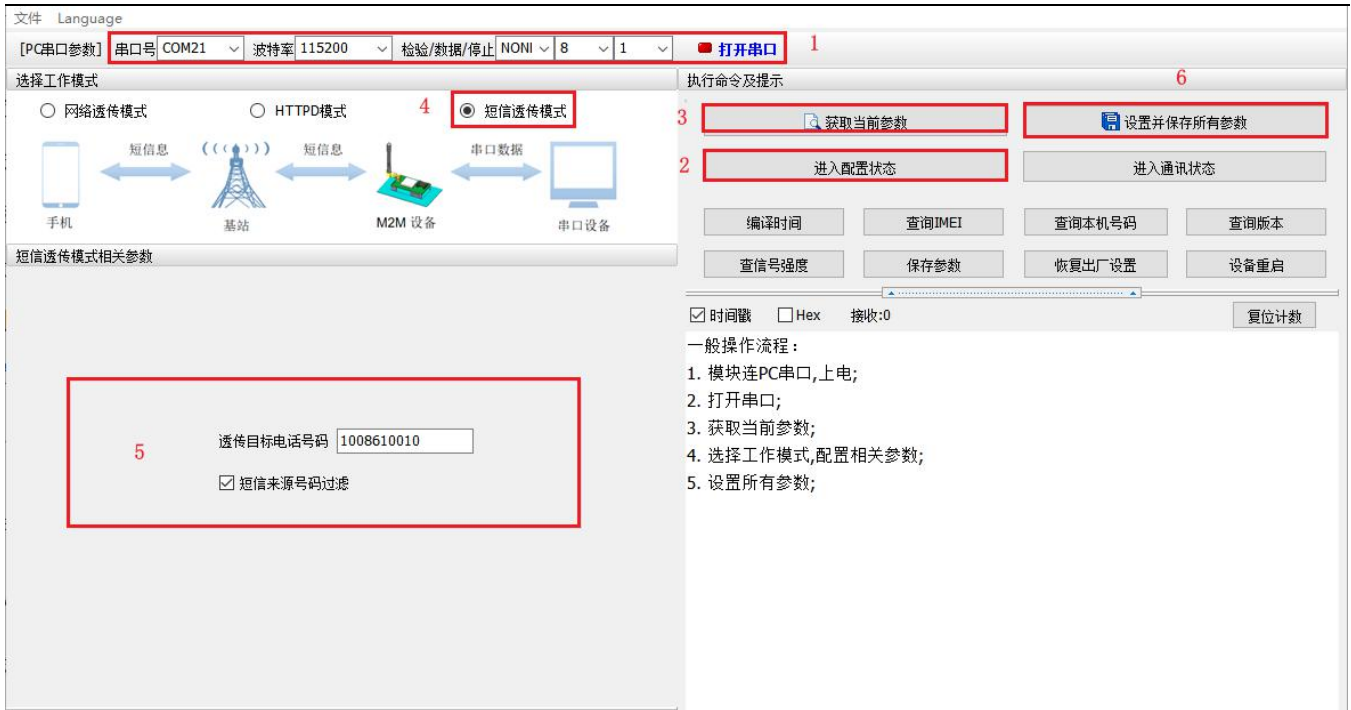 文件 Language
[PC串口参数] 串口号 COM21 波特率 115200 检验/数据/停止 NONI 8 1 打开串口 1
选择工作模式
网络透传模式 HTTPD模式 4 短信透传模式
短信息 短信息 串口数据
手机 基站 M2M 设备 串口设备
短信透传模式相关参数
5
透传目标电话号码 1008610010
短信来源号码过滤
执行命令及提示 6
3 获取当前参数 设置并保存所有参数
2 进入配置状态 进入通讯状态
编译时间 查询IMEI 查询本机号码 查询版本
查信号强度 保存参数 恢复出厂设置 设备重启
时间戳 Hex 接收:0 复位计数
一般操作流程：
1. 模块连PC串口,上电;
2. 打开串口;
3. 获取当前参数;
4. 选择工作模式,配置相关参数;
5. 设置所有参数;